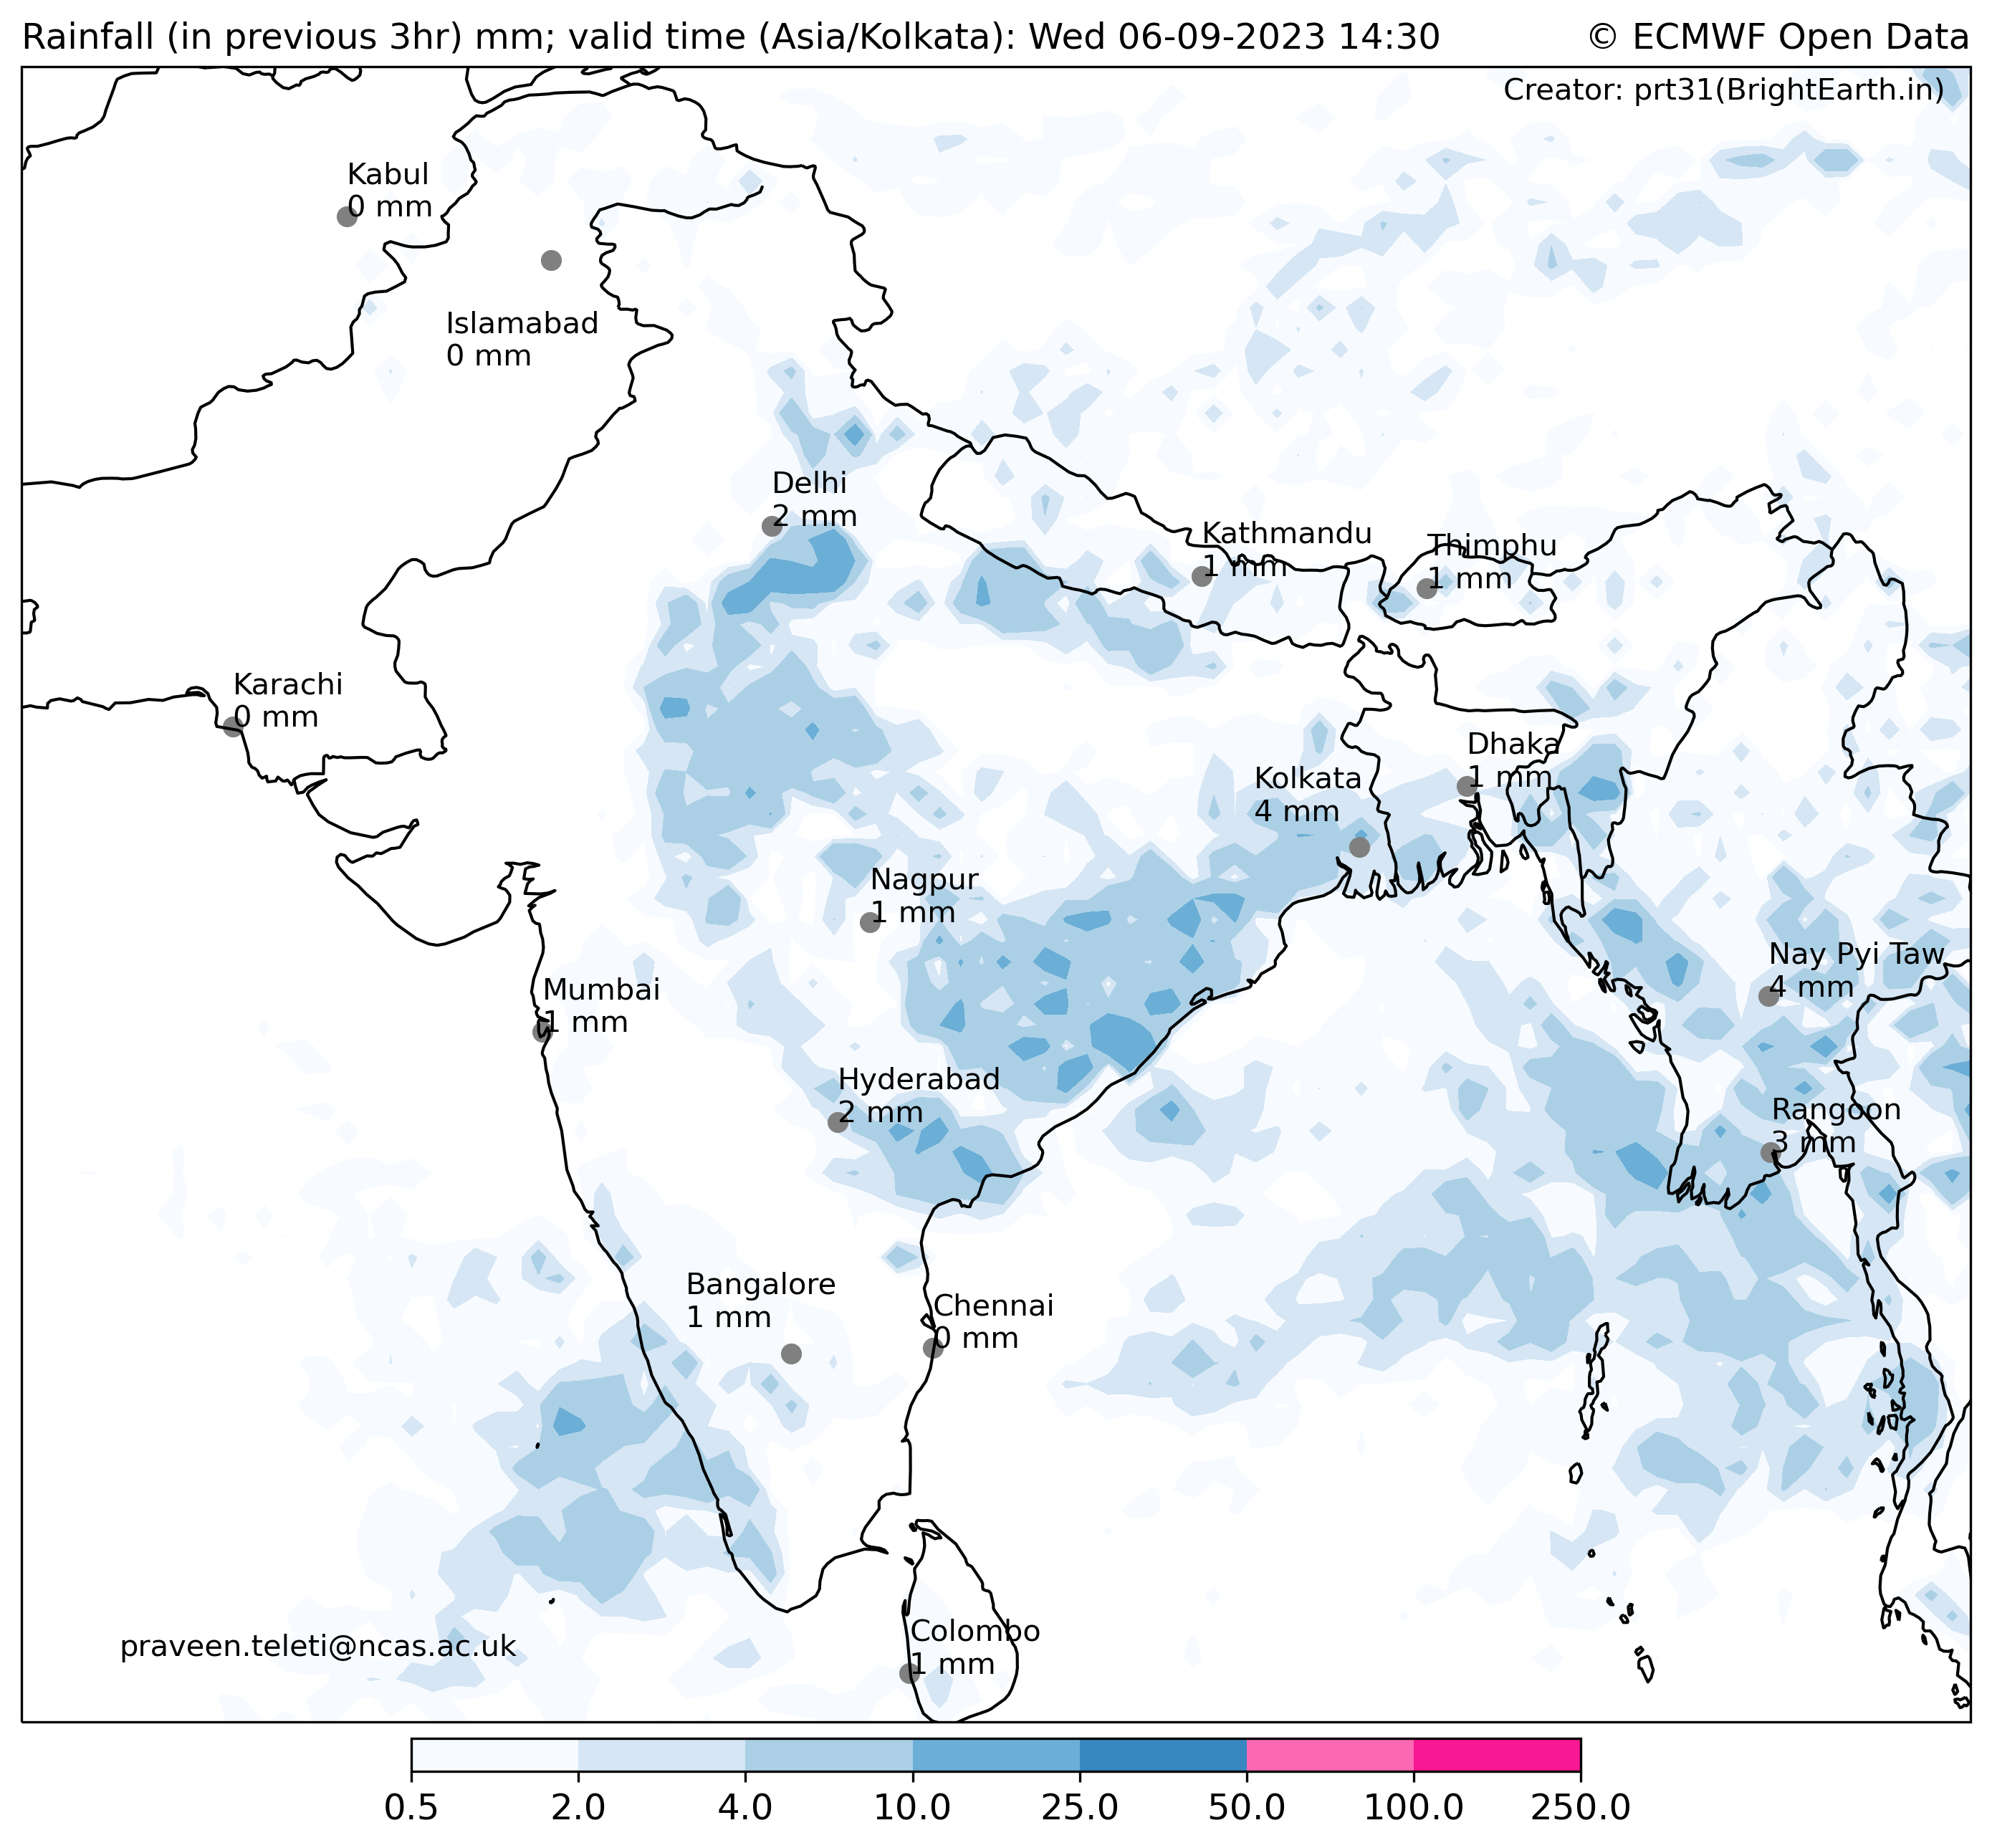 Rainfall (in previous 3hr) mm; valid time (Asia/Kolkata): Wed 06-09-2023 14:30
© ECMWF Open Data
Creator: prt31(BrightEarth.in)
Kabul
0 mm
Islamabad
0 mm
Delhi
2 mm
Kathmandu
1 mm
Thimphu
1 mm
Karachi
0 mm
Dhaka
1 mm
Kolkata
4 mm
Nagpur
1 mm
Nay Pyi Taw
4 mm
Mumbai
1 mm
Hyderabad
2 mm
Rangoon
3 mm
Bangalore
1 mm
Chennai
0 mm
Colombo
1 mm
praveen.teleti@ncas.ac.uk
0.5 2.0 4.0 10.0 25.0 50.0 100.0 250.0